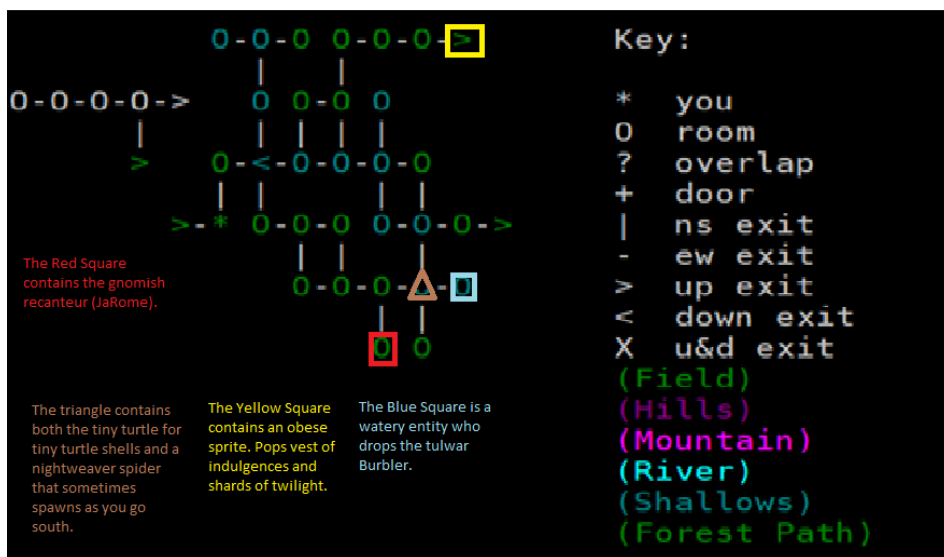 O-O-O O-O-O->
| |
O-O-O-O-> O O-O O
| | | | |
> O-<-O-O-O-O
| | | |
>-* O-O-O O-O-O->
| | |
O-O-O-O-O
| |
O O
The Red Square
contains the gnomish
recanteur (JaRome).
The triangle contains
both the tiny turtle for
tiny turtle shells and a
nightweaver spider
that sometimes
spawns as you go
south.
The Yellow Square
contains an obese
sprite. Pops vest of
indulgences and
shards of twilight.
The Blue Square is a
watery entity who
drops the tulwar
Burbler.
Key:
* you
O room
? overlap
+ door
| ns exit
- ew exit
> up exit
< down exit
X u&d exit
(Field)
(Hills)
(Mountain)
(River)
(Shallows)
(Forest Path)